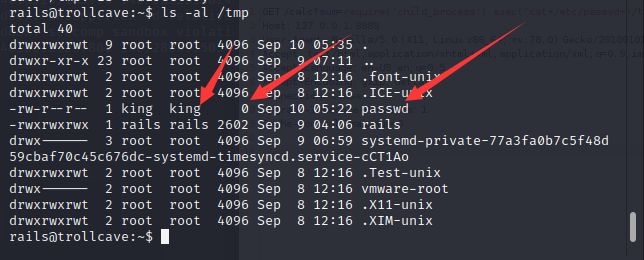 rails@trollcave:~$ ls -al /tmp
total 40
drwxrwxrwt 9 root root 4096 Sep 10 05:35 .
drwxr-xr-x 23 root root 4096 Sep 9 07:11 ..
drwxrwxrwt 2 root root 4096 Sep 8 12:16 .font-unix
drwxrwxrwt 2 root root 4096 Sep 8 12:16 .ICE-unix
-rw-r--r-- 1 king king 0 Sep 10 05:22 passwd
-rwxrwxrwx 1 rails rails 2602 Sep 9 04:06 rails
drwx------ 3 root root 4096 Sep 9 06:59 systemd-private-77a3fa0b7c5f48d
59cbaf70c45c676dc-systemd-timesyncd.service-cCT1Ao
drwxrwxrwt 2 root root 4096 Sep 8 12:16 .Test-unix
drwx------ 2 root root 4096 Sep 8 12:16 vmware-root
drwxrwxrwt 2 root root 4096 Sep 8 12:16 .X11-unix
drwxrwxrwt 2 root root 4096 Sep 8 12:16 .XIM-unix
rails@trollcave:~$